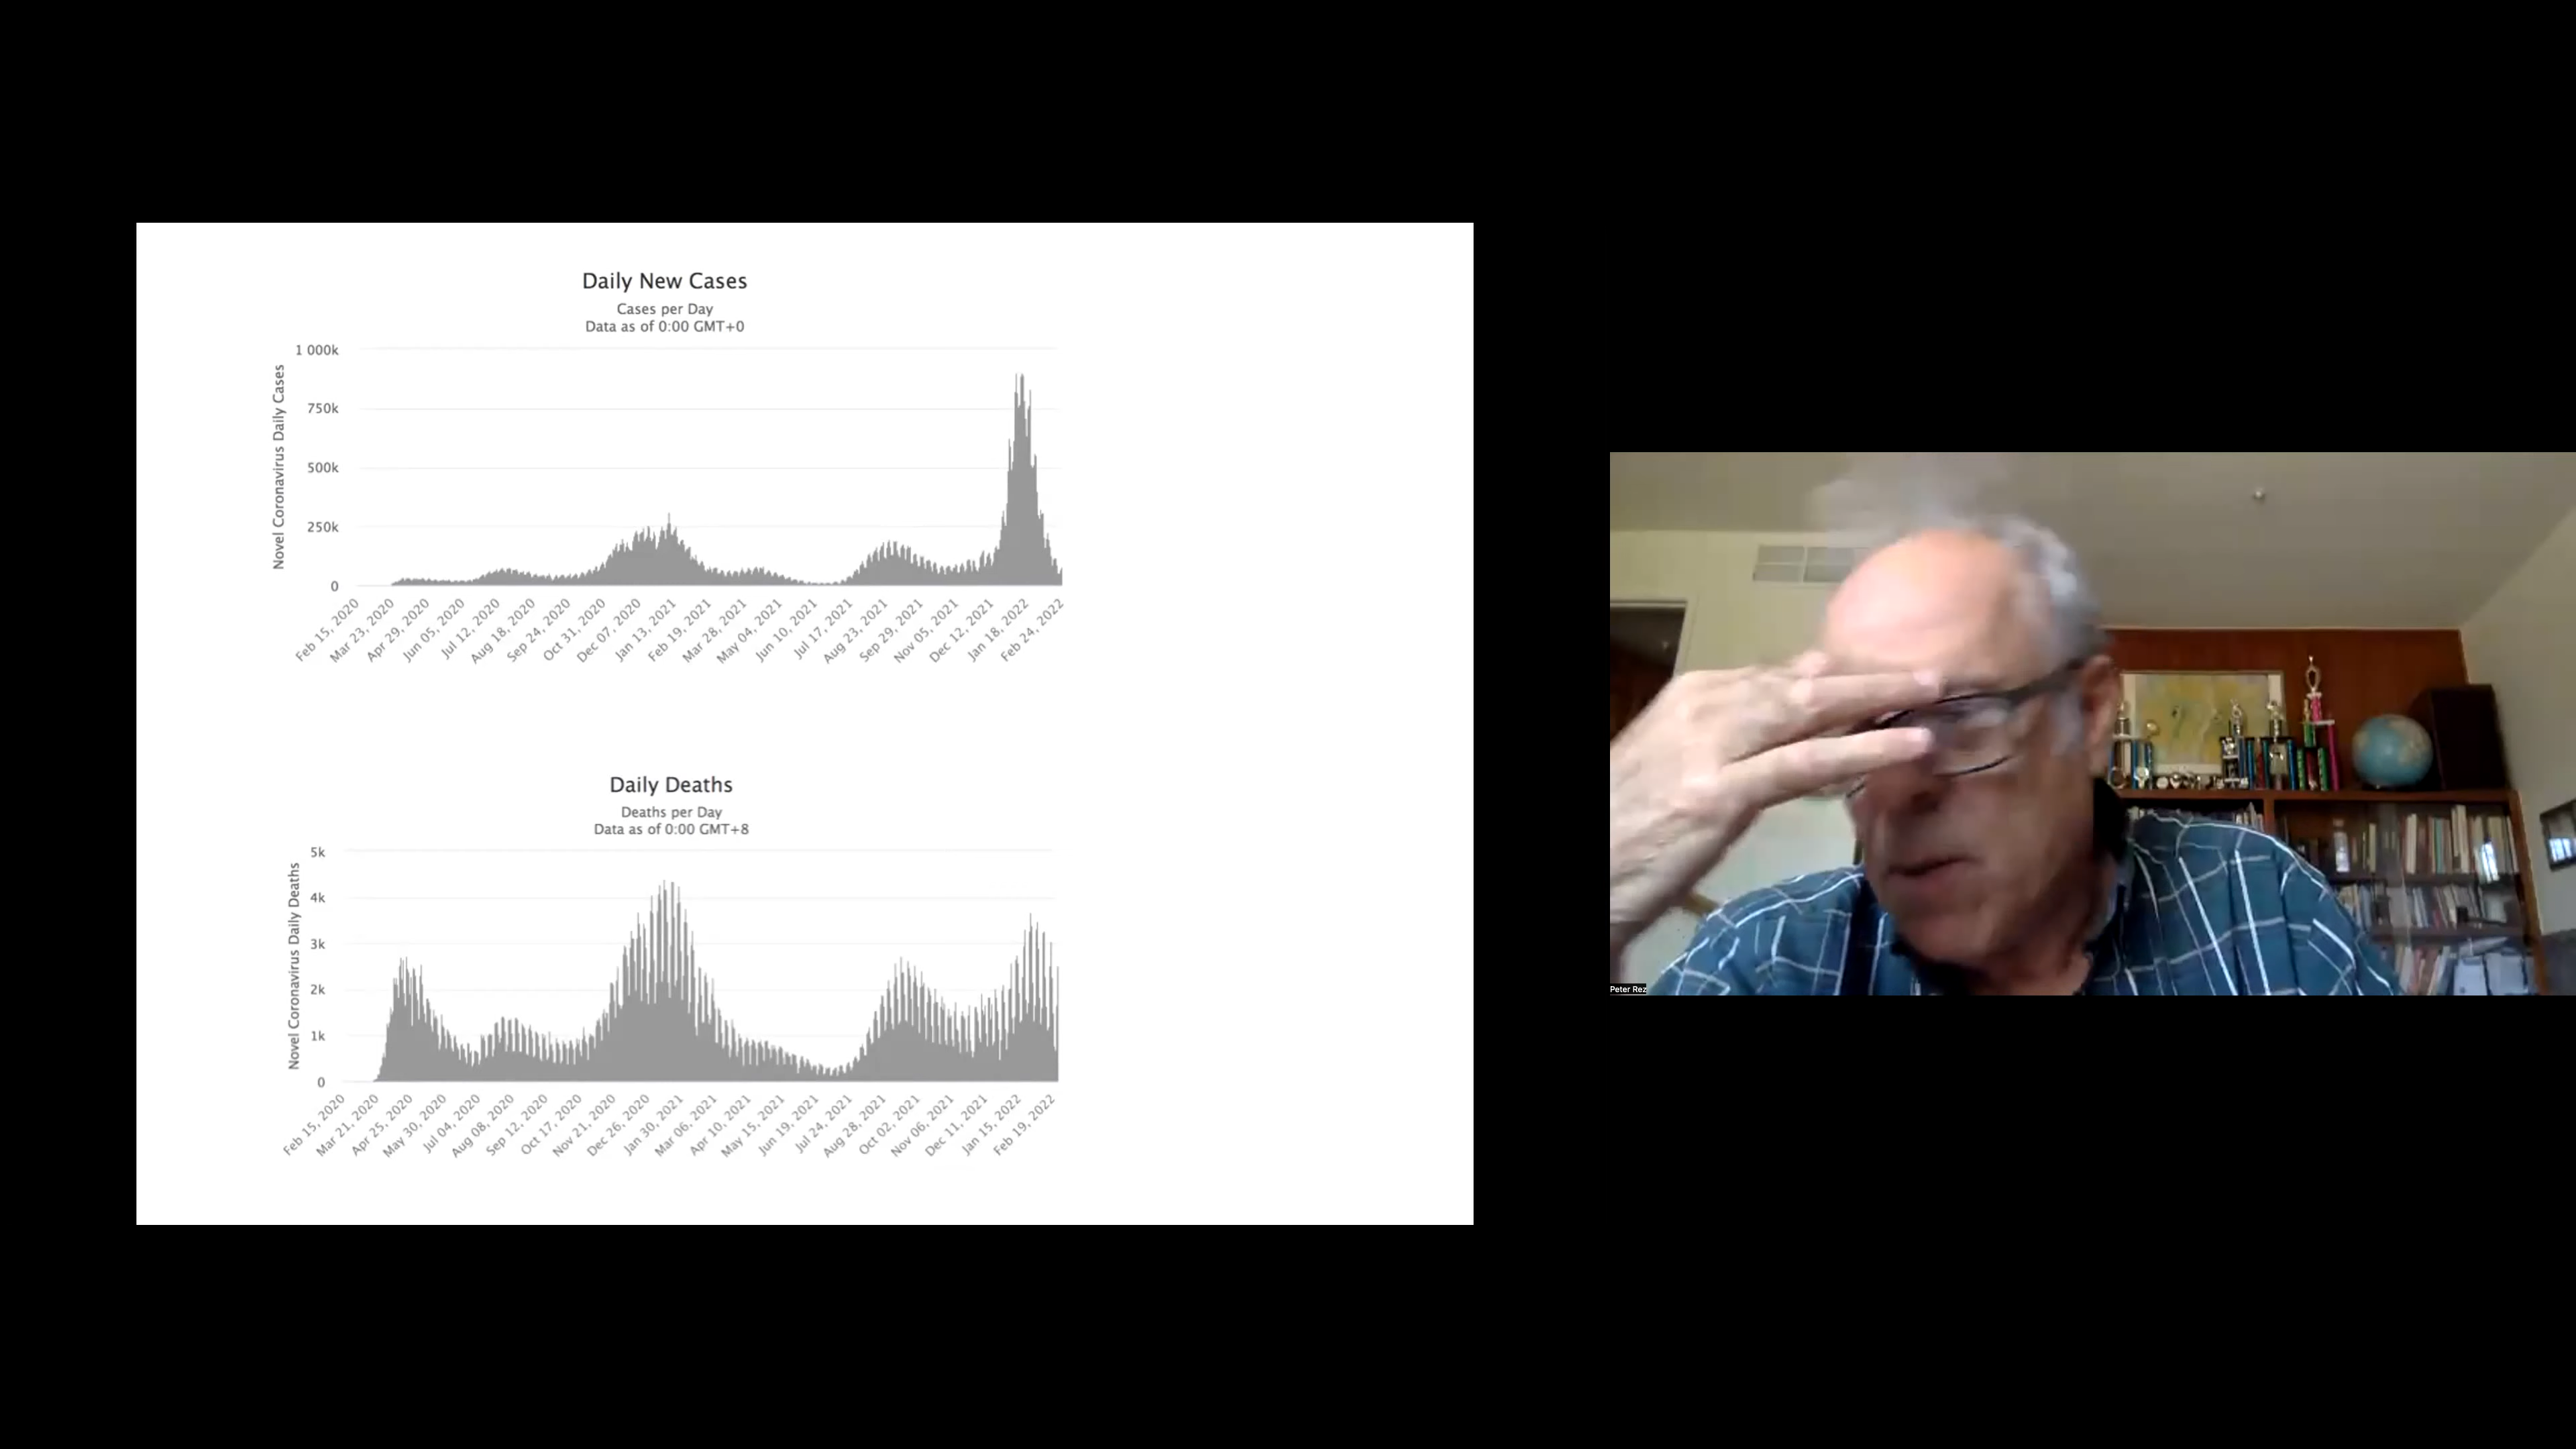 Daily New Cases
Cases per Day
Data as of 0:00 GMT+0
Novel Coronavirus Daily Cases
1 000k
750k
500k
250k
0
Feb 15, 2020
Mar 23, 2020
Apr 29, 2020
Jun 05, 2020
Jul 12, 2020
Aug 18, 2020
Sep 24, 2020
Oct 31, 2020
Dec 07, 2020
Jan 13, 2021
Feb 19, 2021
Mar 28, 2021
May 04, 2021
Jun 10, 2021
Jul 17, 2021
Aug 23, 2021
Sep 29, 2021
Nov 05, 2021
Dec 12, 2021
Jan 18, 2022
Feb 24, 2022
Daily Deaths
Deaths per Day
Data as of 0:00 GMT+8
Novel Coronavirus Daily Deaths
5k
4k
3k
2k
1k
0
Feb 15, 2020
Mar 21, 2020
Apr 25, 2020
May 30, 2020
Jul 04, 2020
Aug 08, 2020
Sep 12, 2020
Oct 17, 2020
Nov 21, 2020
Dec 26, 2020
Jan 30, 2021
Mar 06, 2021
Apr 10, 2021
May 15, 2021
Jun 19, 2021
Jul 24, 2021
Aug 28, 2021
Oct 02, 2021
Nov 06, 2021
Dec 11, 2021
Jan 15, 2022
Feb 19, 2022
Peter Rez